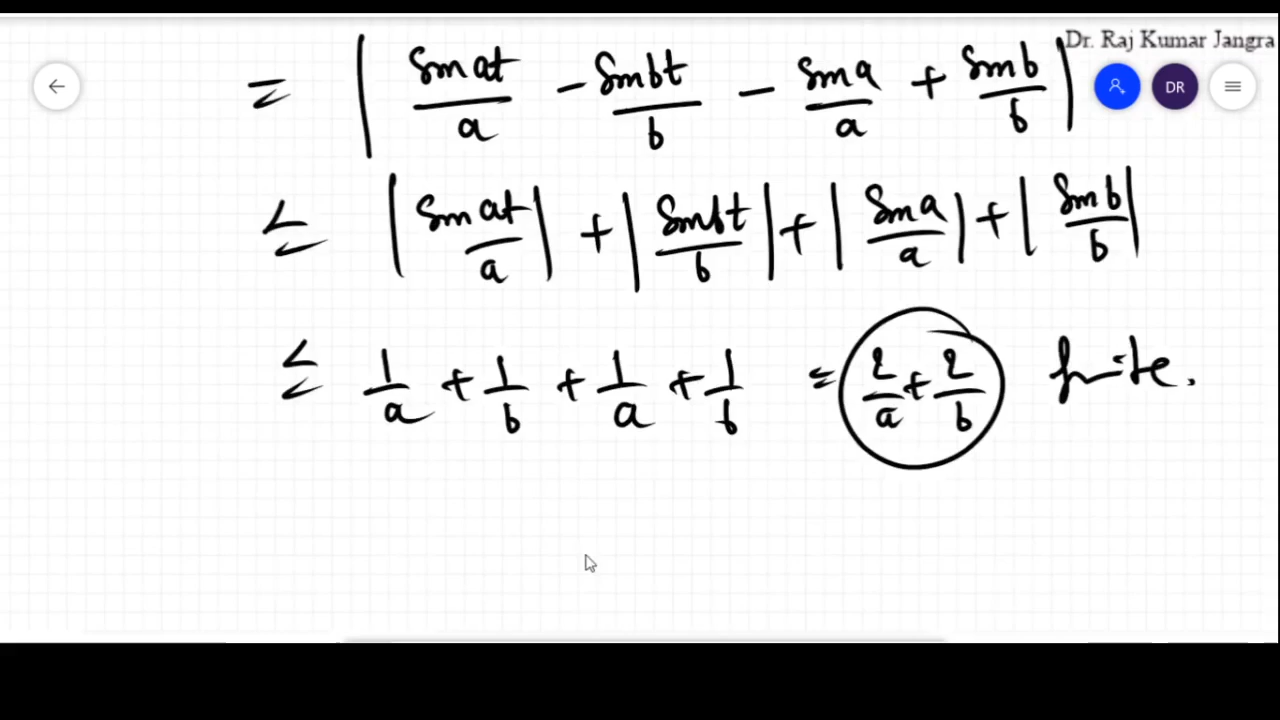 Dr. Raj Kumar Jangra
DR
= | sin at / a - sin bt / b - sin a / a + sin b / b |
≤ | sin at / a | + | sin bt / b | + | sin a / a | + | sin b / b |
≤ 1/a + 1/b + 1/a + 1/b = 2/a + 2/b finite.